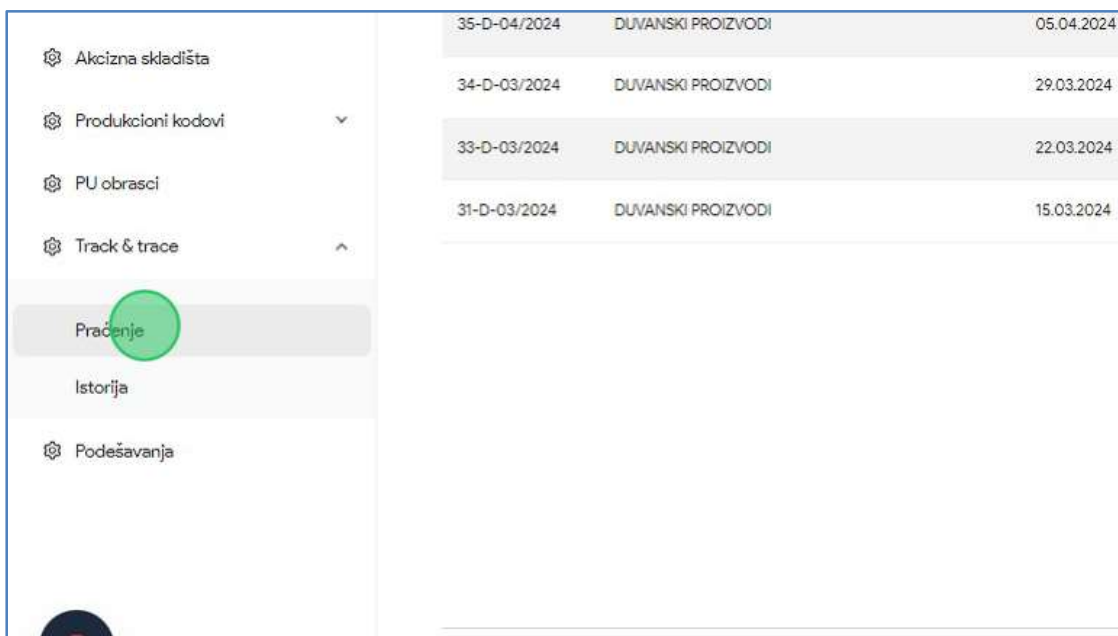 Akcizna skladišta
Produkcioni kodovi
PU obrasci
Track & trace
Praćenje
Istorija
Podešavanja
35-D-04/2024 DUVANSKI PROIZVODI 05.04.2024
34-D-03/2024 DUVANSKI PROIZVODI 29.03.2024
33-D-03/2024 DUVANSKI PROIZVODI 22.03.2024
31-D-03/2024 DUVANSKI PROIZVODI 15.03.2024